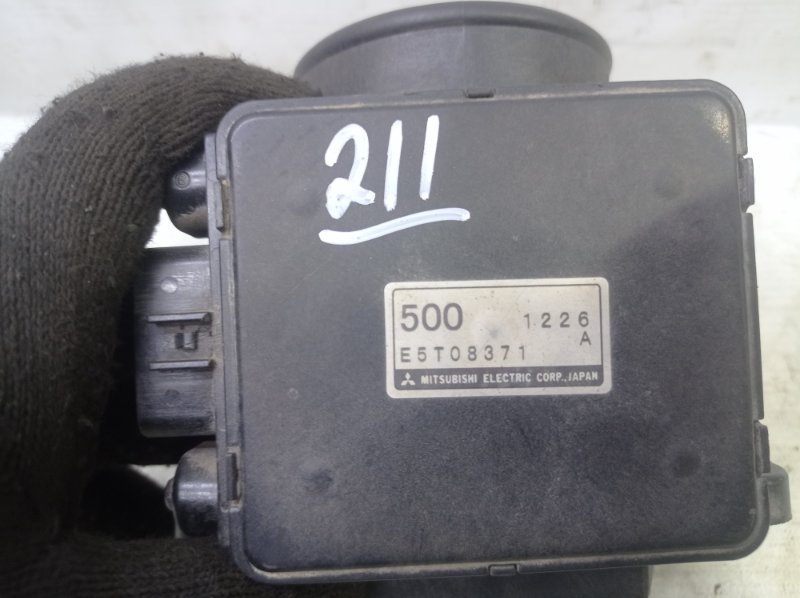 211
500 1226
A
E5T08371
MITSUBISHI ELECTRIC CORP., JAPAN